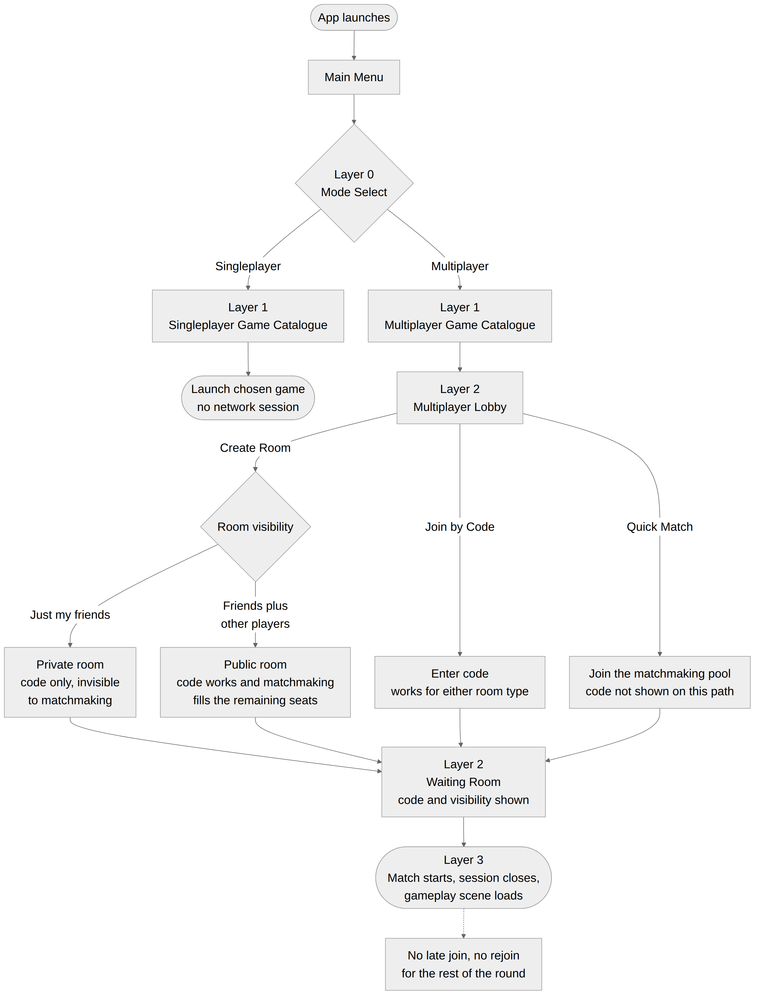 App launches
Main Menu
Layer 0
Mode Select
Singleplayer
Multiplayer
Layer 1
Singleplayer Game Catalogue
Layer 1
Multiplayer Game Catalogue
Launch chosen game
no network session
Layer 2
Multiplayer Lobby
Create Room
Room visibility
Join by Code
Quick Match
Just my friends
Friends plus
other players
Private room
code only, invisible
to matchmaking
Public room
code works and matchmaking
fills the remaining seats
Enter code
works for either room type
Join the matchmaking pool
code not shown on this path
Layer 2
Waiting Room
code and visibility shown
Layer 3
Match starts, session closes,
gameplay scene loads
No late join, no rejoin
for the rest of the round